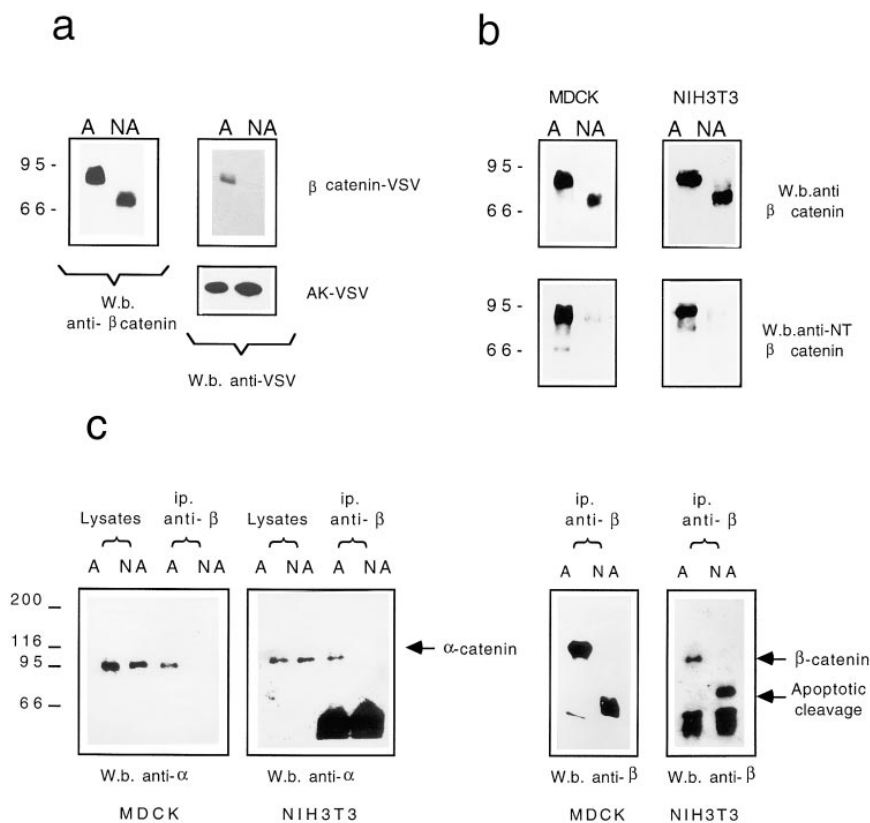 a
A NA
A NA
95-
66-
β catenin-VSV
AK-VSV
W.b.
anti- β catenin
W.b. anti-VSV
b
MDCK
NIH3T3
A NA
A NA
95-
66-
W.b.anti
β catenin
95-
66-
W.b.anti-NT
β catenin
c
Lysates
ip.
anti- β
Lysates
ip.
anti- β
A NA A NA
A NA A NA
200
116
95
66
α-catenin
W.b. anti-α
W.b. anti-α
MDCK
NIH3T3
ip.
anti- β
ip.
anti- β
A NA
A NA
β-catenin
Apoptotic
cleavage
W.b. anti-β
W.b. anti-β
MDCK
NIH3T3